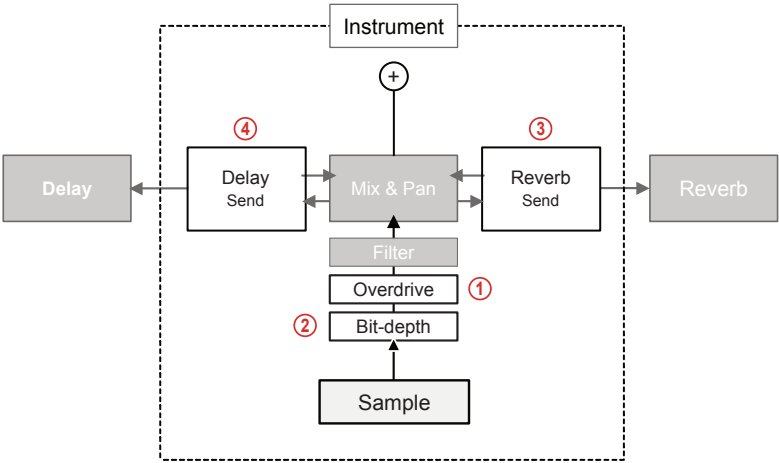 Instrument
+
④
③
Delay
Delay
Send
Mix & Pan
Reverb
Send
Reverb
Filter
Overdrive
①
②
Bit-depth
Sample